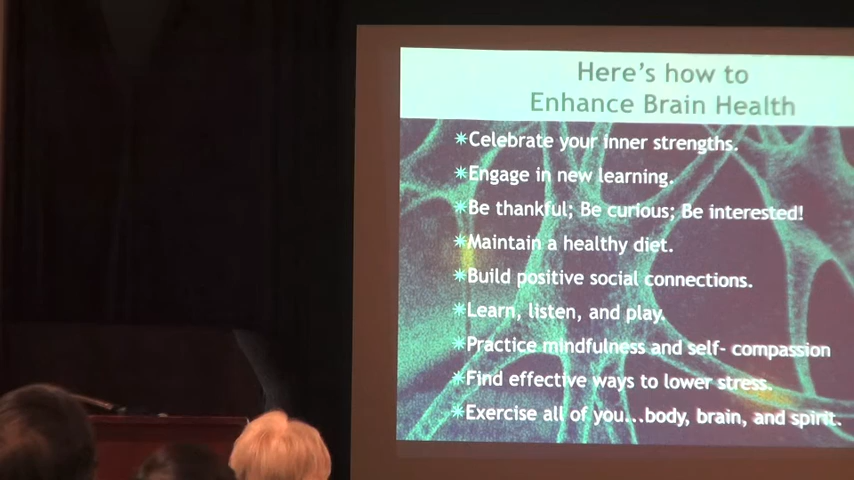 Here's how to
Enhance Brain Health
*Celebrate your inner strengths.
*Engage in new learning.
*Be thankful; Be curious; Be interested!
*Maintain a healthy diet.
*Build positive social connections.
*Learn, listen, and play.
*Practice mindfulness and self- compassion
*Find effective ways to lower stress.
*Exercise all of you...body, brain, and spirit.